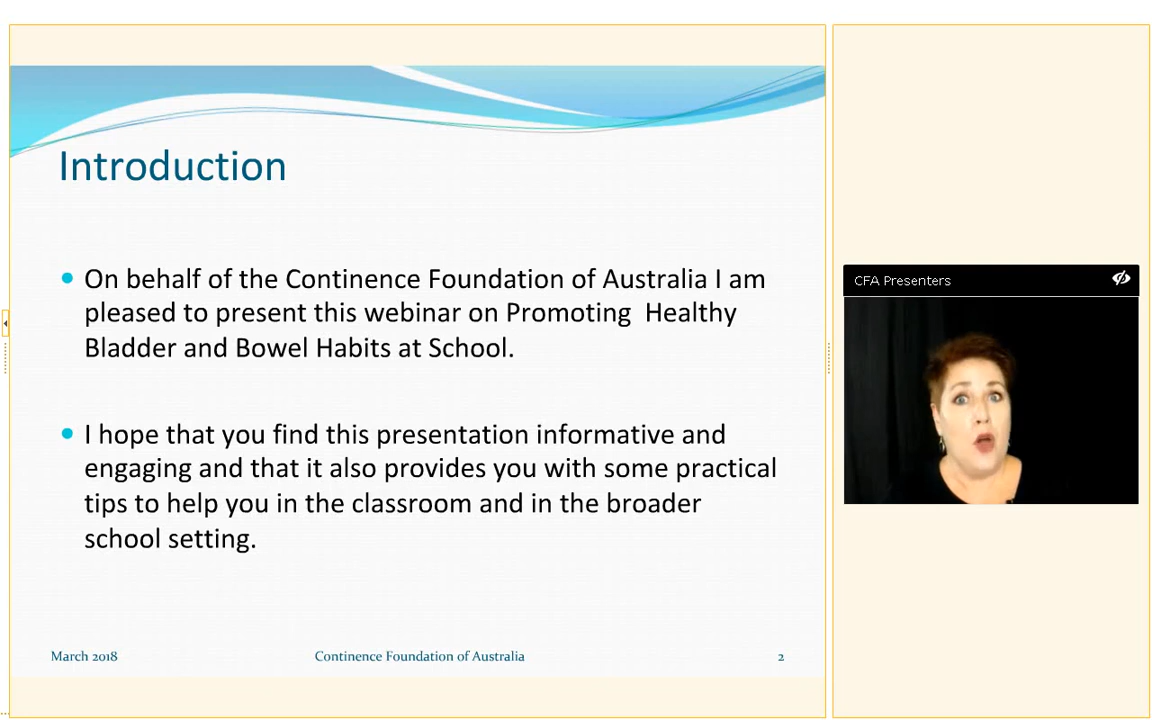 Introduction
On behalf of the Continence Foundation of Australia I am
pleased to present this webinar on Promoting  Healthy
Bladder and Bowel Habits at School.
I hope that you find this presentation informative and
engaging and that it also provides you with some practical
tips to help you in the classroom and in the broader
school setting.
March 2018
Continence Foundation of Australia
2
CFA Presenters